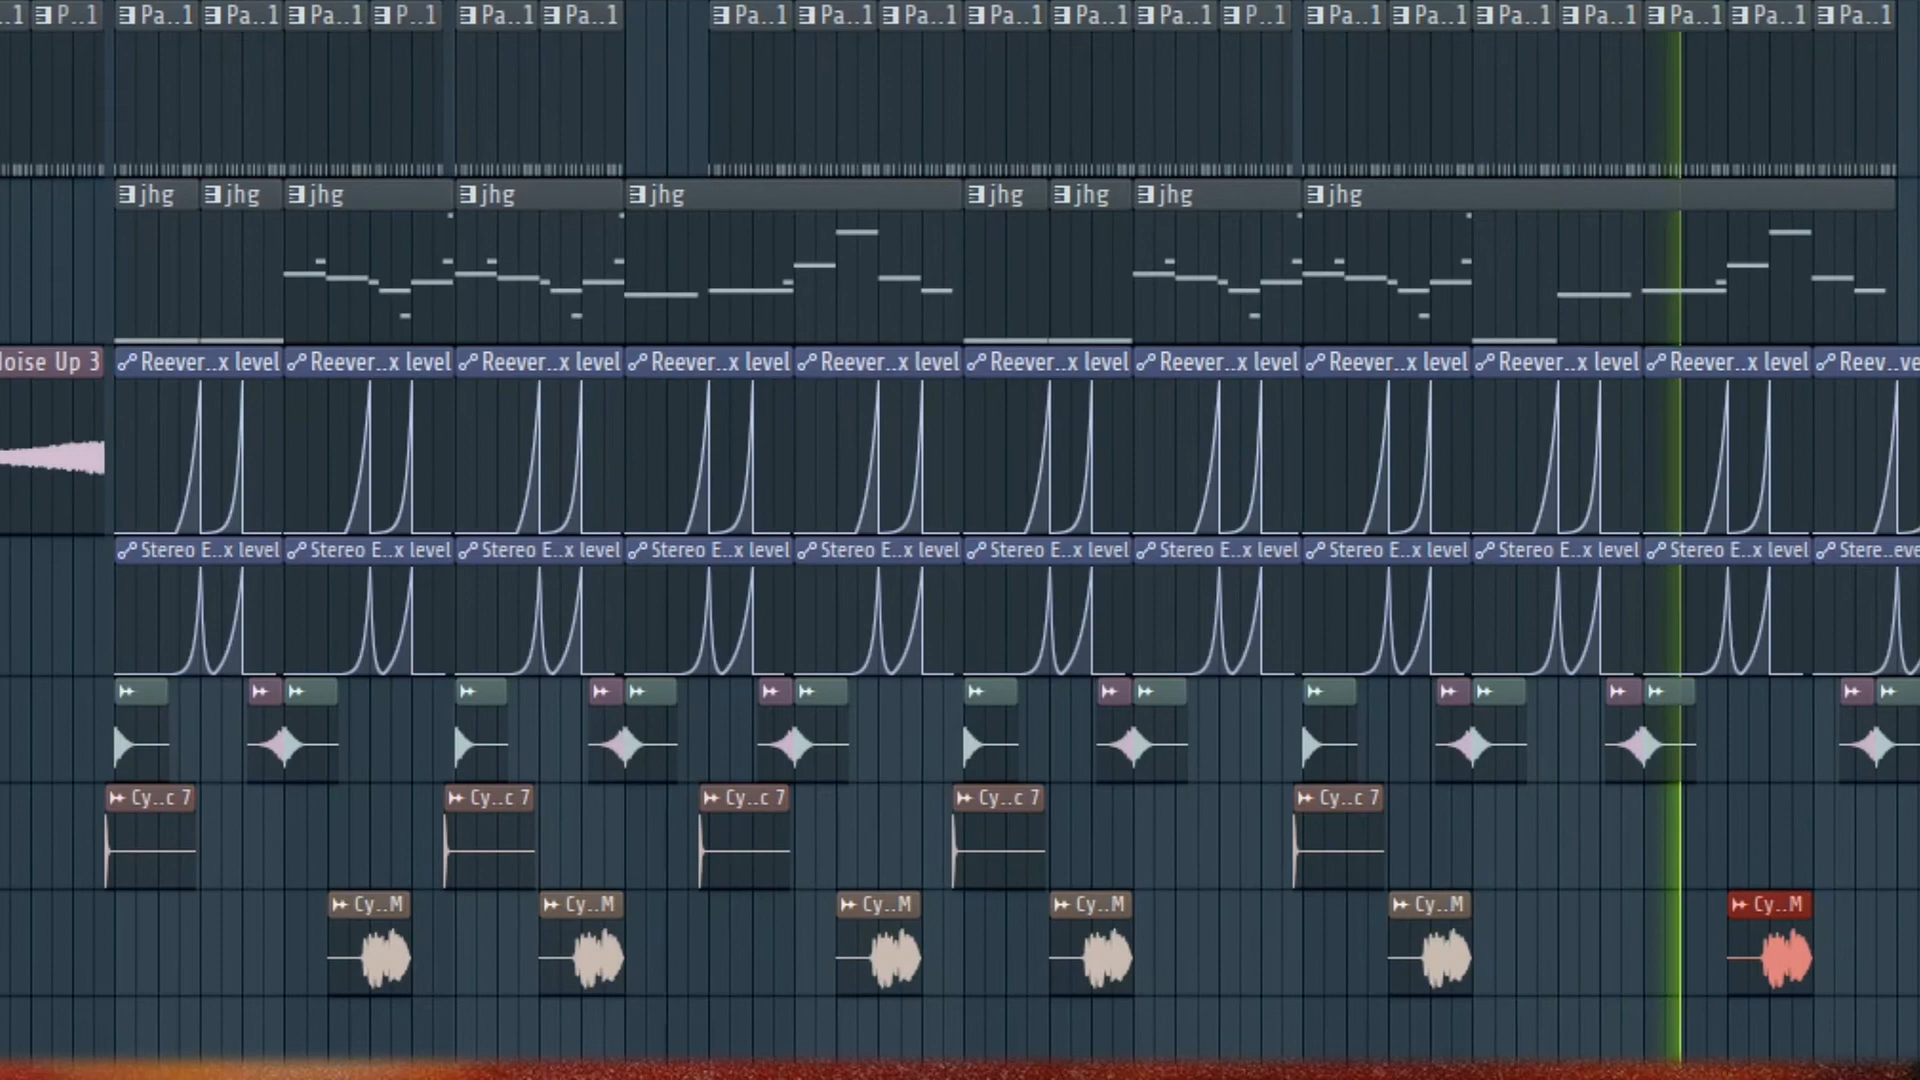 ..1 P..1 Pa..1 Pa..1 Pa..1 P..1 Pa..1 Pa..1 Pa..1 Pa..1 Pa..1 Pa..1 Pa..1 Pa..1 P..1 Pa..1 Pa..1 Pa..1 Pa..1 Pa..1 Pa..1 Pa..1
jhg jhg jhg jhg jhg jhg jhg jhg jhg
oise Up 3 Reever..x level Reever..x level Reever..x level Reever..x level Reever..x level Reever..x level Reever..x level Reever..x level Reever..x level Reever..x level Reev..ve
Stereo E..x level Stereo E..x level Stereo E..x level Stereo E..x level Stereo E..x level Stereo E..x level Stereo E..x level Stereo E..x level Stereo E..x level Stereo E..x level Stere..eve
Cy..c 7 Cy..c 7 Cy..c 7 Cy..c 7 Cy..c 7
Cy..M Cy..M Cy..M Cy..M Cy..M Cy..M